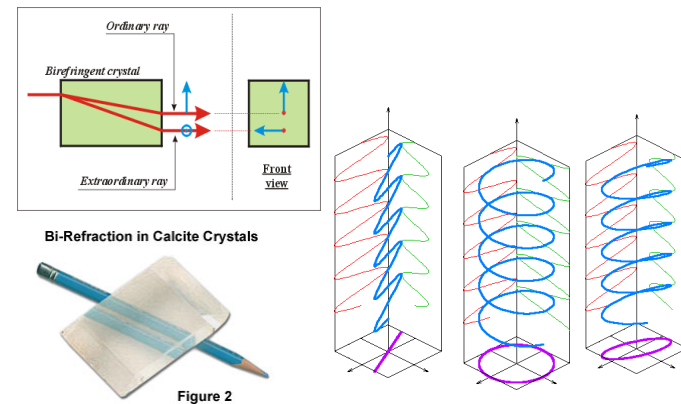 Ordinary ray
Birefringent crystal
Extraordinary ray
Front
view
Bi-Refraction in Calcite Crystals
Figure 2